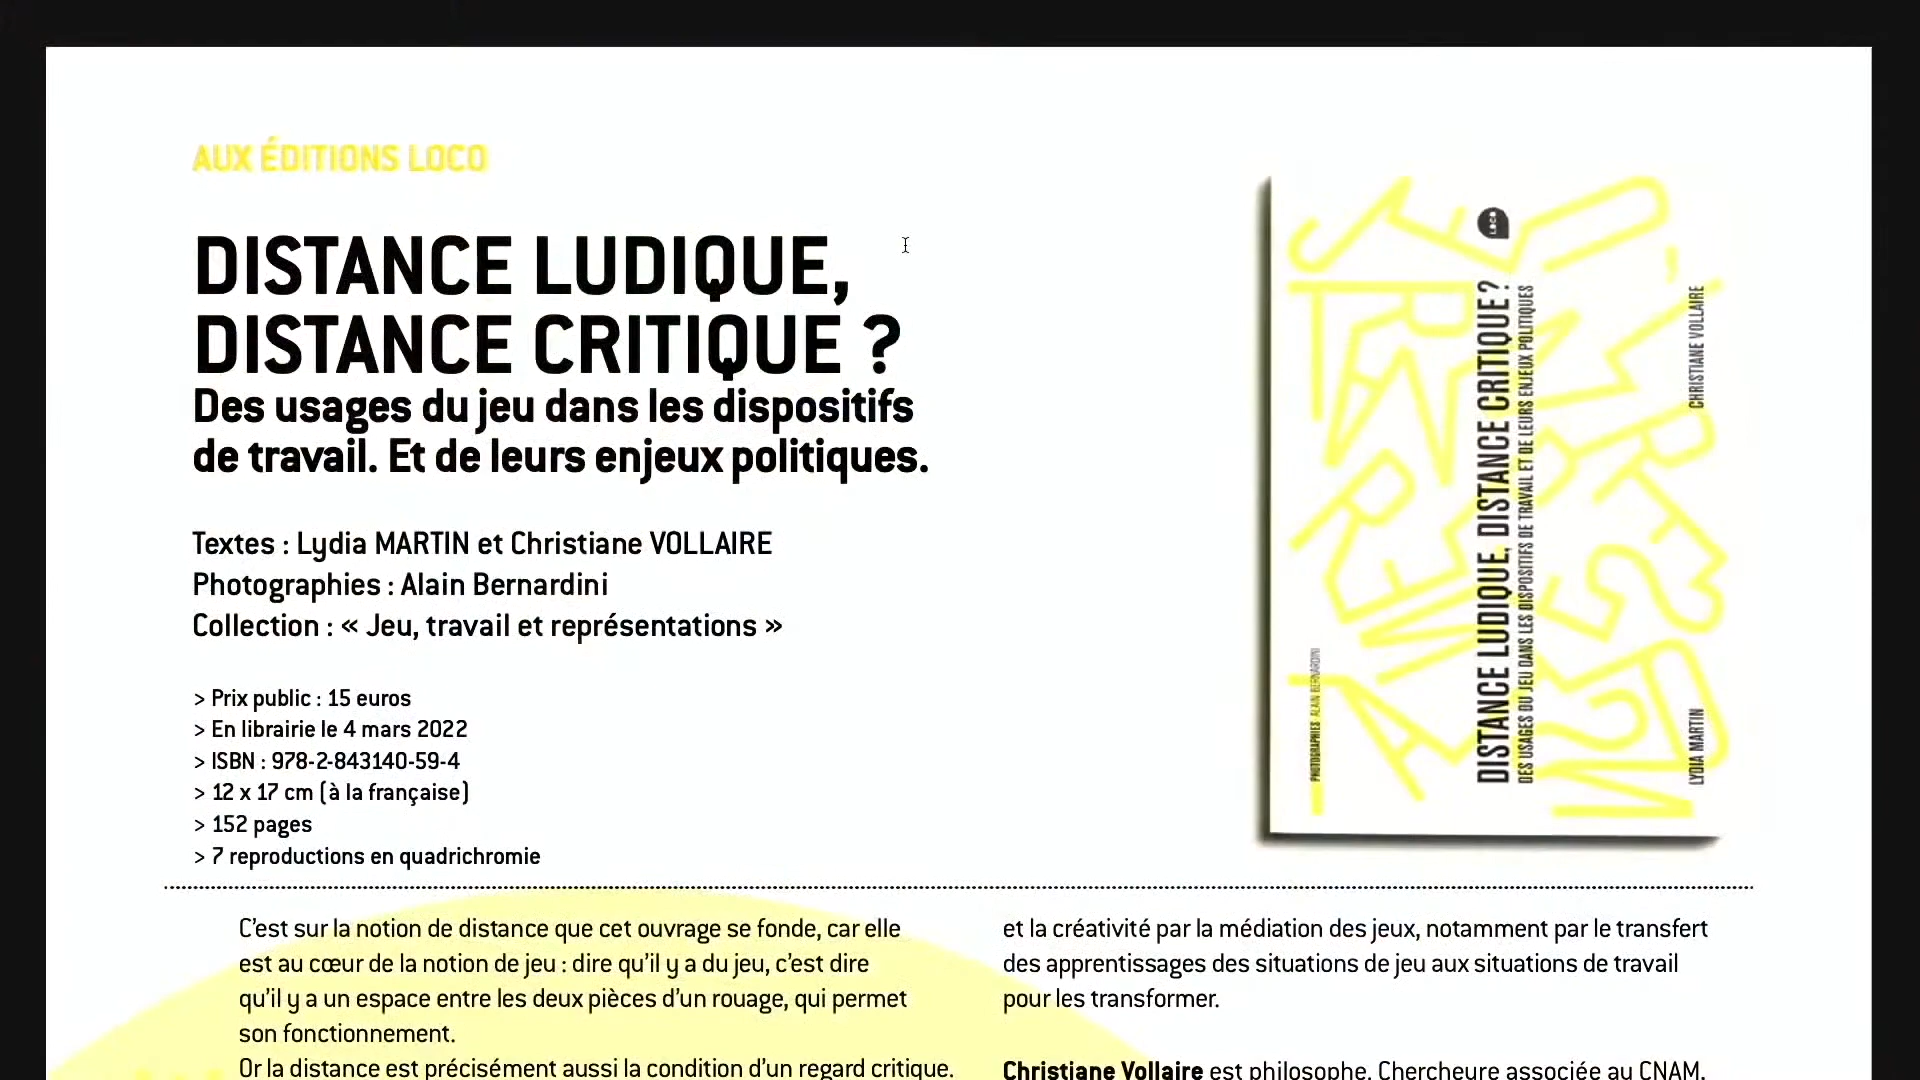 AUX ÉDITIONS LOCO
DISTANCE LUDIQUE,
DISTANCE CRITIQUE ?
Des usages du jeu dans les dispositifs
de travail. Et de leurs enjeux politiques.
Textes : Lydia MARTIN et Christiane VOLLAIRE
Photographies : Alain Bernardini
Collection : « Jeu, travail et représentations »
> Prix public : 15 euros
> En librairie le 4 mars 2022
> ISBN : 978-2-843140-59-4
> 12 x 17 cm (à la française)
> 152 pages
> 7 reproductions en quadrichromie
LOCO
DISTANCE LUDIQUE, DISTANCE CRITIQUE ?
DES USAGES DU JEU DANS LES DISPOSITIFS DE TRAVAIL ET DE LEURS ENJEUX POLITIQUES
LYDIA MARTIN
CHRISTIANE VOLLAIRE
PHOTOGRAPHIES ALAIN BERNARDINI
C’est sur la notion de distance que cet ouvrage se fonde, car elle
est au cœur de la notion de jeu : dire qu’il y a du jeu, c’est dire
qu’il y a un espace entre les deux pièces d’un rouage, qui permet
son fonctionnement.
Or la distance est précisément aussi la condition d’un regard critique.
et la créativité par la médiation des jeux, notamment par le transfert
des apprentissages des situations de jeu aux situations de travail
pour les transformer.
Christiane Vollaire est philosophe. Chercheure associée au CNAM,